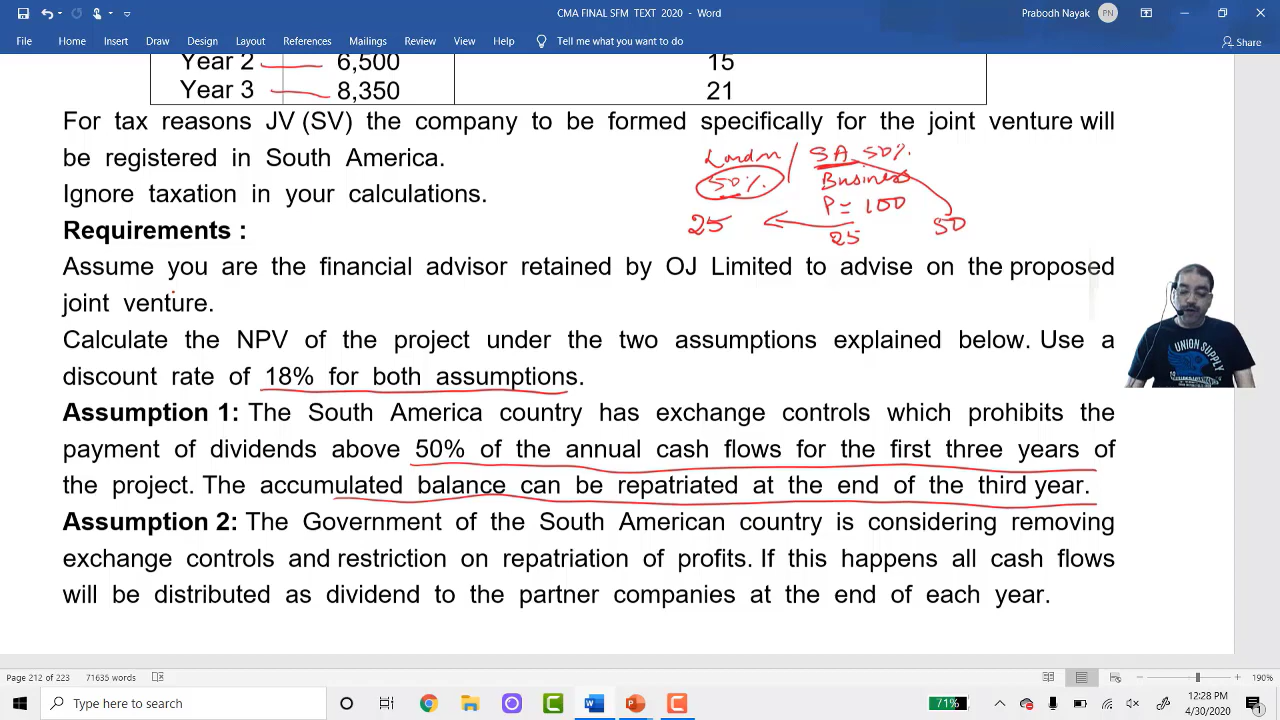 CMA FINAL SFM TEXT 2020 - Word
Prabodh Nayak
PN
File Home Insert Draw Design Layout References Mailings Review View Help Tell me what you want to do Share
Year 2 6,500 15
Year 3 8,350 21
For tax reasons JV (SV) the company to be formed specifically for the joint venture will
be registered in South America.
London / SA 50%.
Ignore taxation in your calculations.
50%. Business
P = 100
25 25 50
Requirements :
Assume you are the financial advisor retained by OJ Limited to advise on the proposed
joint venture.
Calculate the NPV of the project under the two assumptions explained below. Use a
discount rate of 18% for both assumptions.
Assumption 1: The South America country has exchange controls which prohibits the
payment of dividends above 50% of the annual cash flows for the first three years of
the project. The accumulated balance can be repatriated at the end of the third year.
Assumption 2: The Government of the South American country is considering removing
exchange controls and restriction on repatriation of profits. If this happens all cash flows
will be distributed as dividend to the partner companies at the end of each year.
UNION SUPPLY
Page 212 of 223 71635 words 190%
Type here to search
71%
12:28 PM
4/30/2020